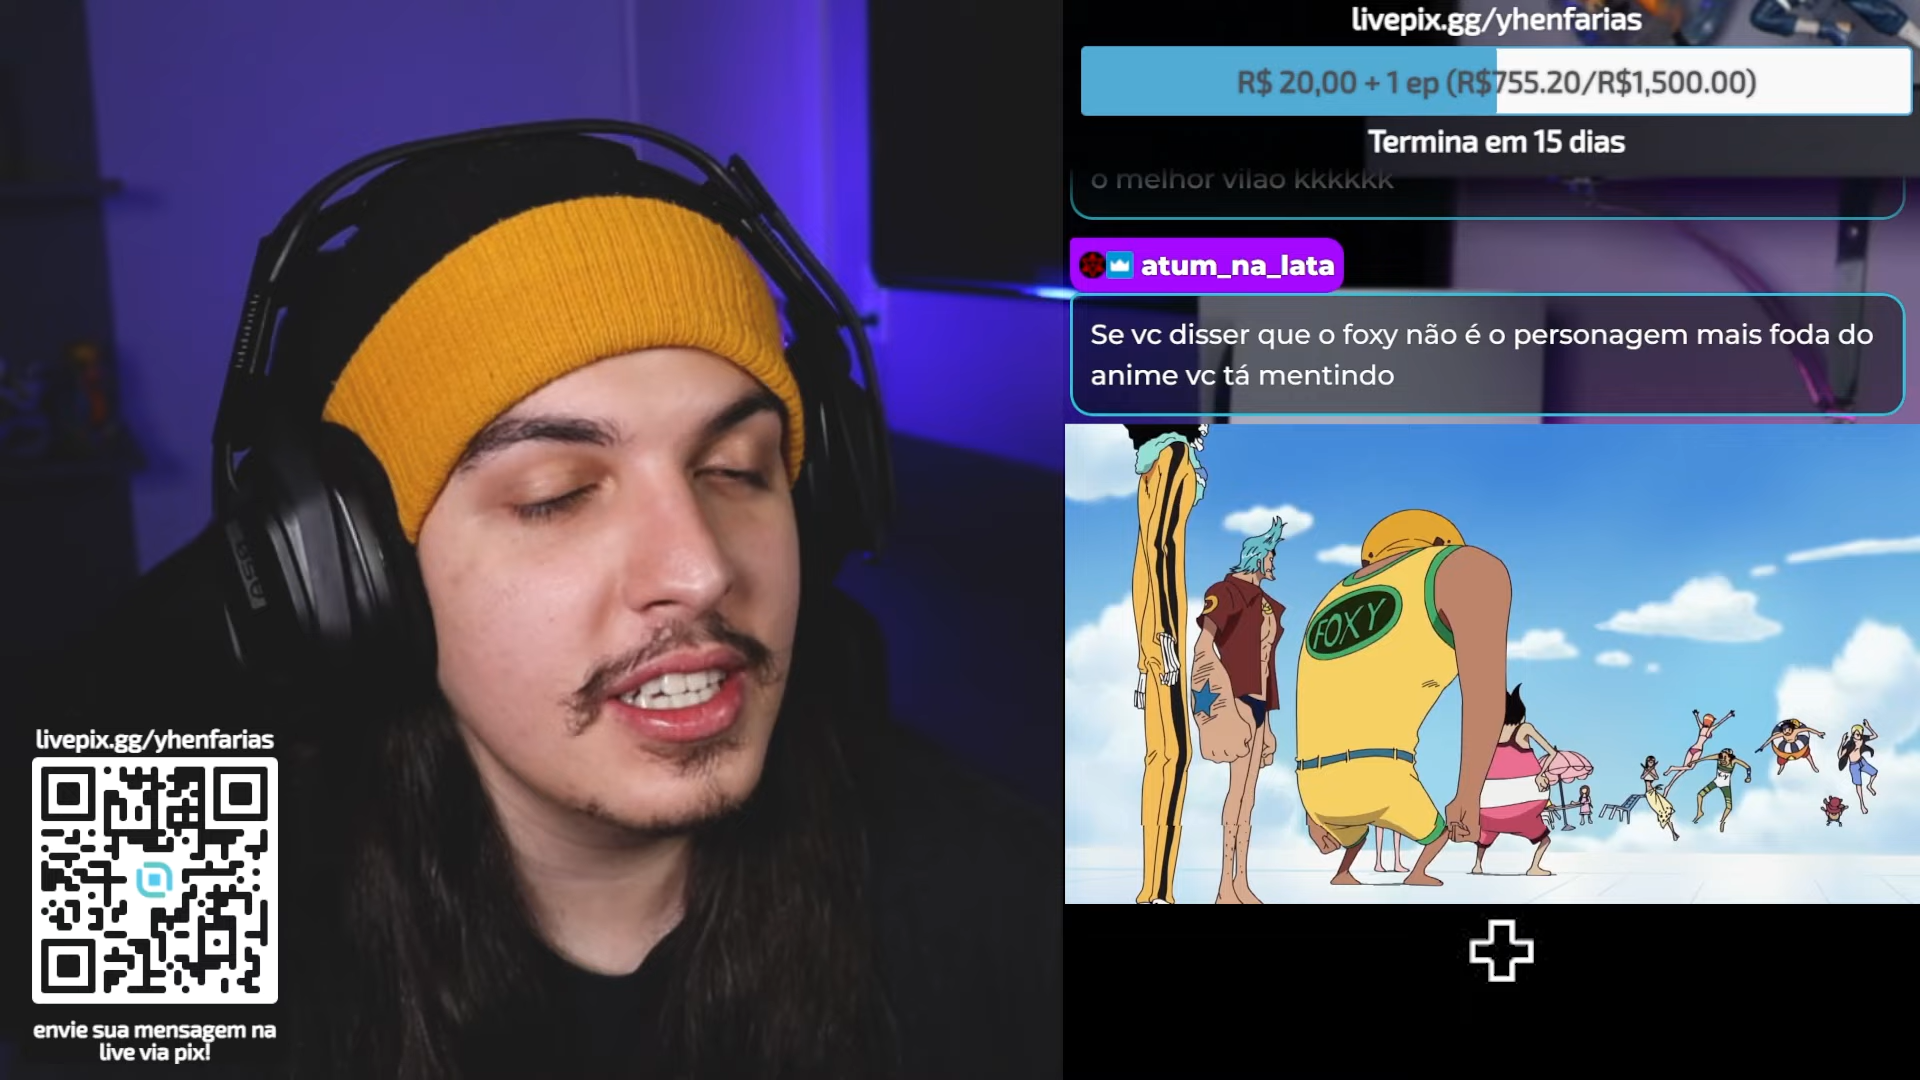 livepix.gg/yhenfarias
R$ 20,00 + 1 ep (R$755.20/R$1,500.00)
Termina em 15 dias
o melhor vilao kkkkkk
atum_na_lata
Se vc disser que o foxy não é o personagem mais foda do
anime vc tá mentindo
FOXY
livepix.gg/yhenfarias
envie sua mensagem na
live via pix!